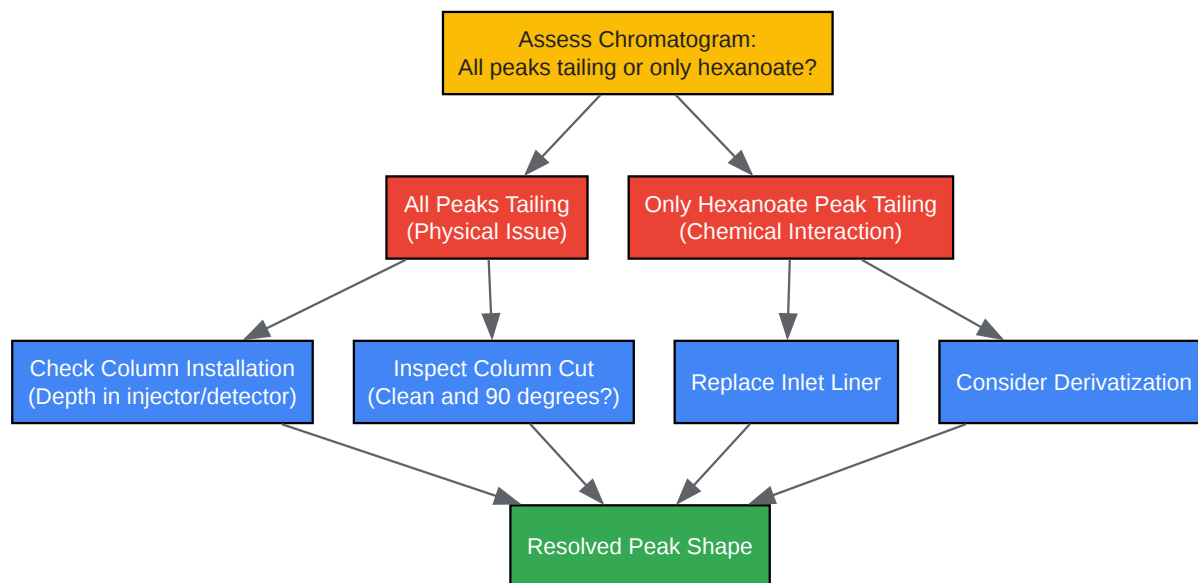 Assess Chromatogram:
All peaks tailing or only hexanoate?
All Peaks Tailing
(Physical Issue)
Only Hexanoate Peak Tailing
(Chemical Interaction)
Check Column Installation
(Depth in injector/detector)
Inspect Column Cut
(Clean and 90 degrees?)
Replace Inlet Liner
Consider Derivatization
Resolved Peak Shape